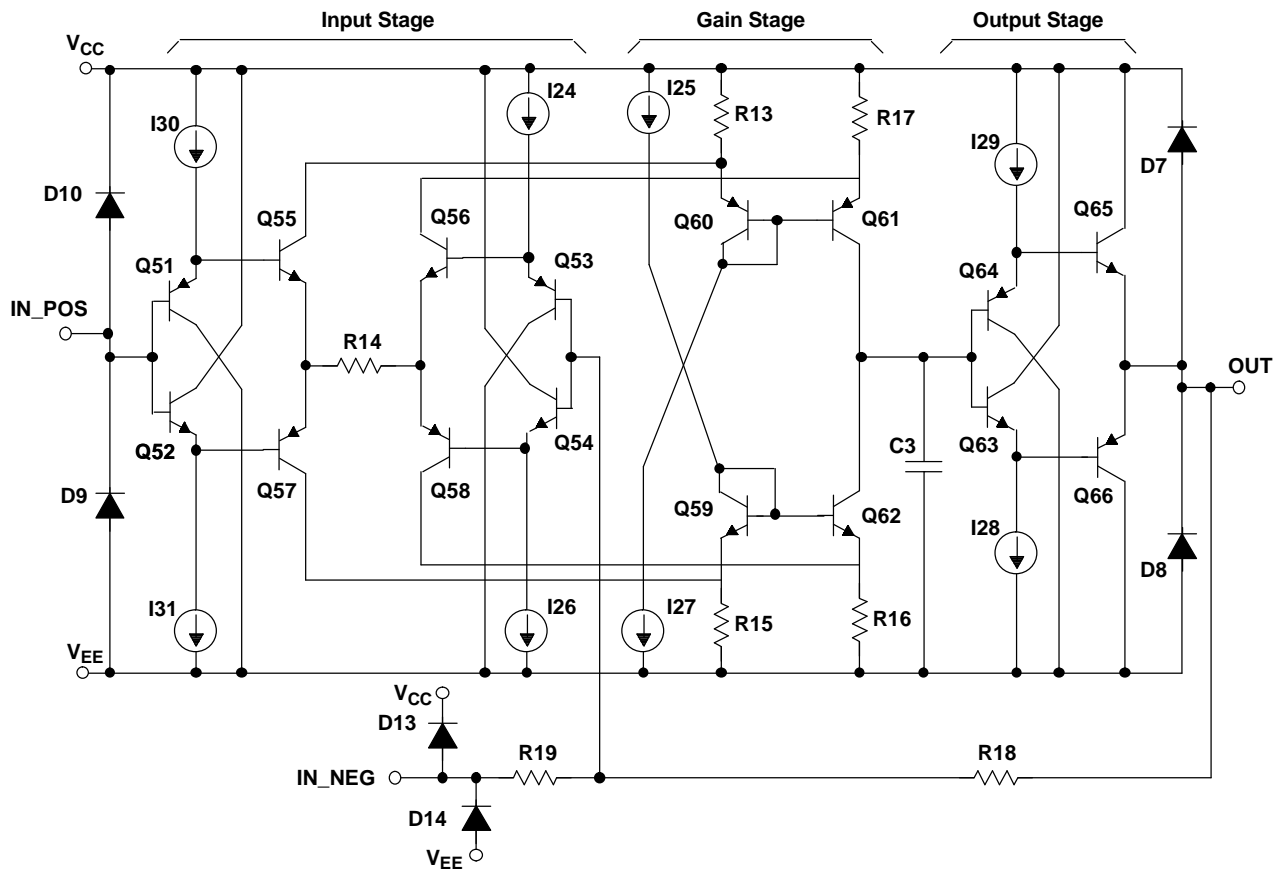 Input Stage
Gain Stage
Output Stage
VCC
I30
I24
I25
R13
R17
I29
D7
D10
Q55
Q56
Q60
Q61
Q65
Q51
Q53
Q64
IN_POS
R14
OUT
Q52
Q54
Q63
C3
Q57
Q58
Q59
Q62
Q66
D9
I28
D8
I31
I26
I27
R15
R16
VEE
VCC
D13
R19
R18
IN_NEG
D14
VEE